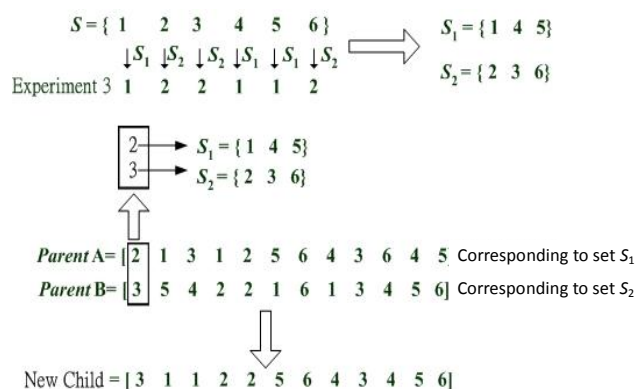 S = { 1 2 3 4 5 6 }
↓S₁ ↓S₂ ↓S₂ ↓S₁ ↓S₁ ↓S₂
Experiment 3 1 2 2 1 1 2
S₁ = { 1 4 5}
S₂ = { 2 3 6}
2 → S₁ = { 1 4 5}
3 → S₂ = { 2 3 6}
Parent A= [ 2 1 3 1 2 5 6 4 3 6 4 5] Corresponding to set S₁
Parent B= [ 3 5 4 2 2 1 6 1 3 4 5 6] Corresponding to set S₂
New Child = [ 3 1 1 2 2 5 6 4 3 4 5 6]